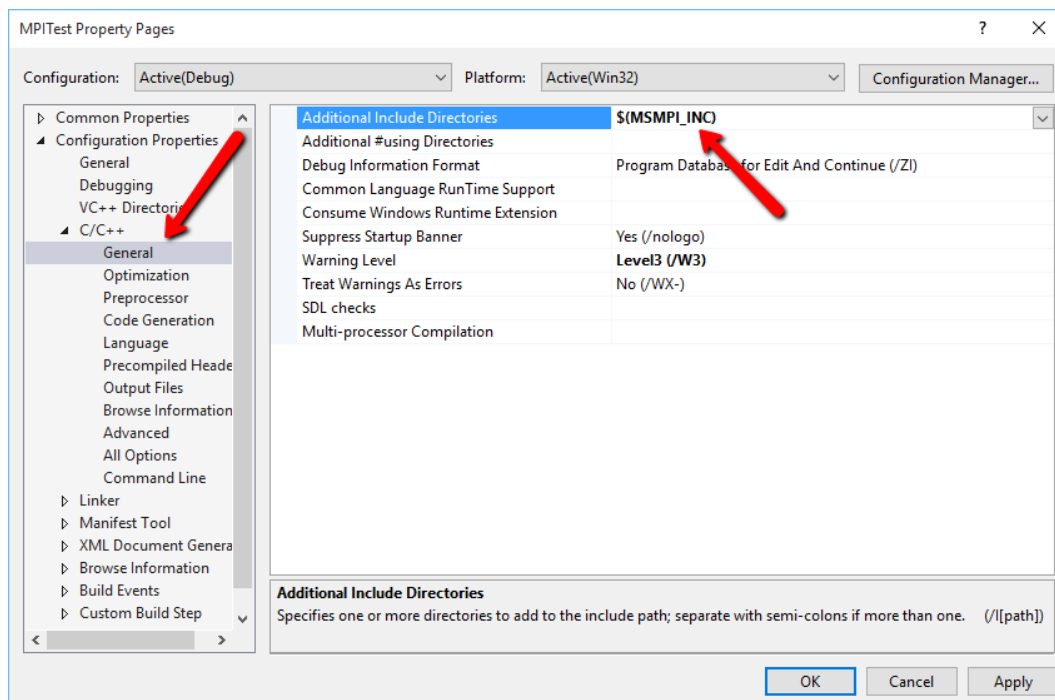 MPITest Property Pages
Configuration: Active(Debug) Platform: Active(Win32) Configuration Manager...
Common Properties
Configuration Properties
General
Debugging
VC++ Directorie
C/C++
General
Optimization
Preprocessor
Code Generation
Language
Precompiled Heade
Output Files
Browse Information
Advanced
All Options
Command Line
Linker
Manifest Tool
XML Document Genera
Browse Information
Build Events
Custom Build Step
Additional Include Directories $(MSMPI_INC)
Additional #using Directories
Debug Information Format Program Database for Edit And Continue (/ZI)
Common Language RunTime Support
Consume Windows Runtime Extension
Suppress Startup Banner Yes (/nologo)
Warning Level Level3 (/W3)
Treat Warnings As Errors No (/WX-)
SDL checks
Multi-processor Compilation
Additional Include Directories
Specifies one or more directories to add to the include path; separate with semi-colons if more than one. (/I[path])
OK Cancel Apply